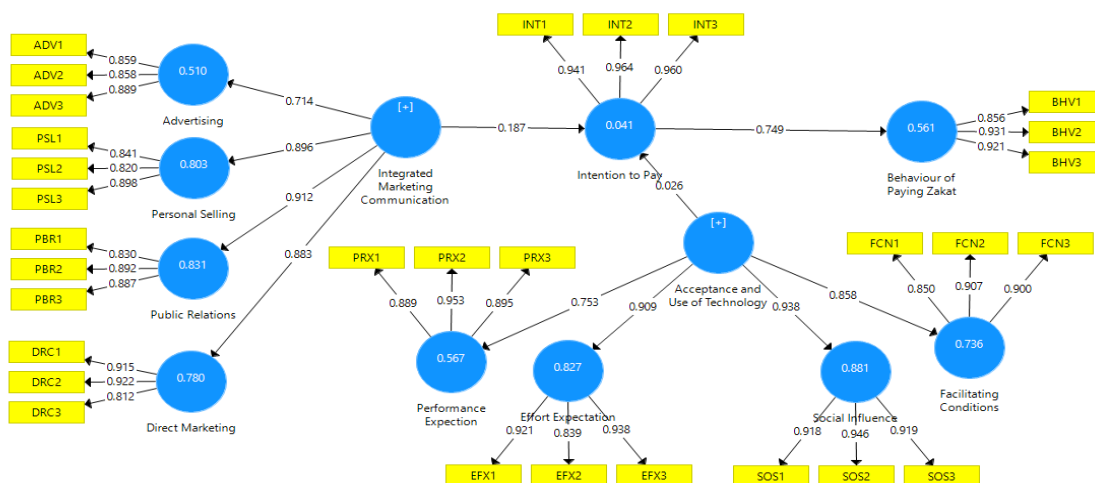 INT1 INT2 INT3
0.941 0.964 0.960
ADV1
ADV2
ADV3
0.859
0.858
0.889
0.510
Advertising
0.714
PSL1
PSL2
PSL3
0.841
0.820
0.898
0.803
Personal Selling
0.896
PBR1
PBR2
PBR3
0.830
0.892
0.887
0.831
Public Relations
0.912
DRC1
DRC2
DRC3
0.915
0.922
0.812
0.780
Direct Marketing
0.883
[+]
Integrated
Marketing
Communication
0.187
0.041
Intention to Pay
0.749
0.561
Behaviour of
Paying Zakat
0.856
0.931
0.921
BHV1
BHV2
BHV3
0.026
[+]
Acceptance and
Use of Technology
0.753
0.909
0.938
0.858
PRX1 PRX2 PRX3
0.889 0.953 0.895
0.567
Performance
Expection
0.827
Effort Expectation
0.921 0.839 0.938
EFX1 EFX2 EFX3
0.881
Social Influence
0.918 0.946 0.919
SOS1 SOS2 SOS3
FCN1 FCN2 FCN3
0.850 0.907 0.900
0.736
Facilitating
Conditions